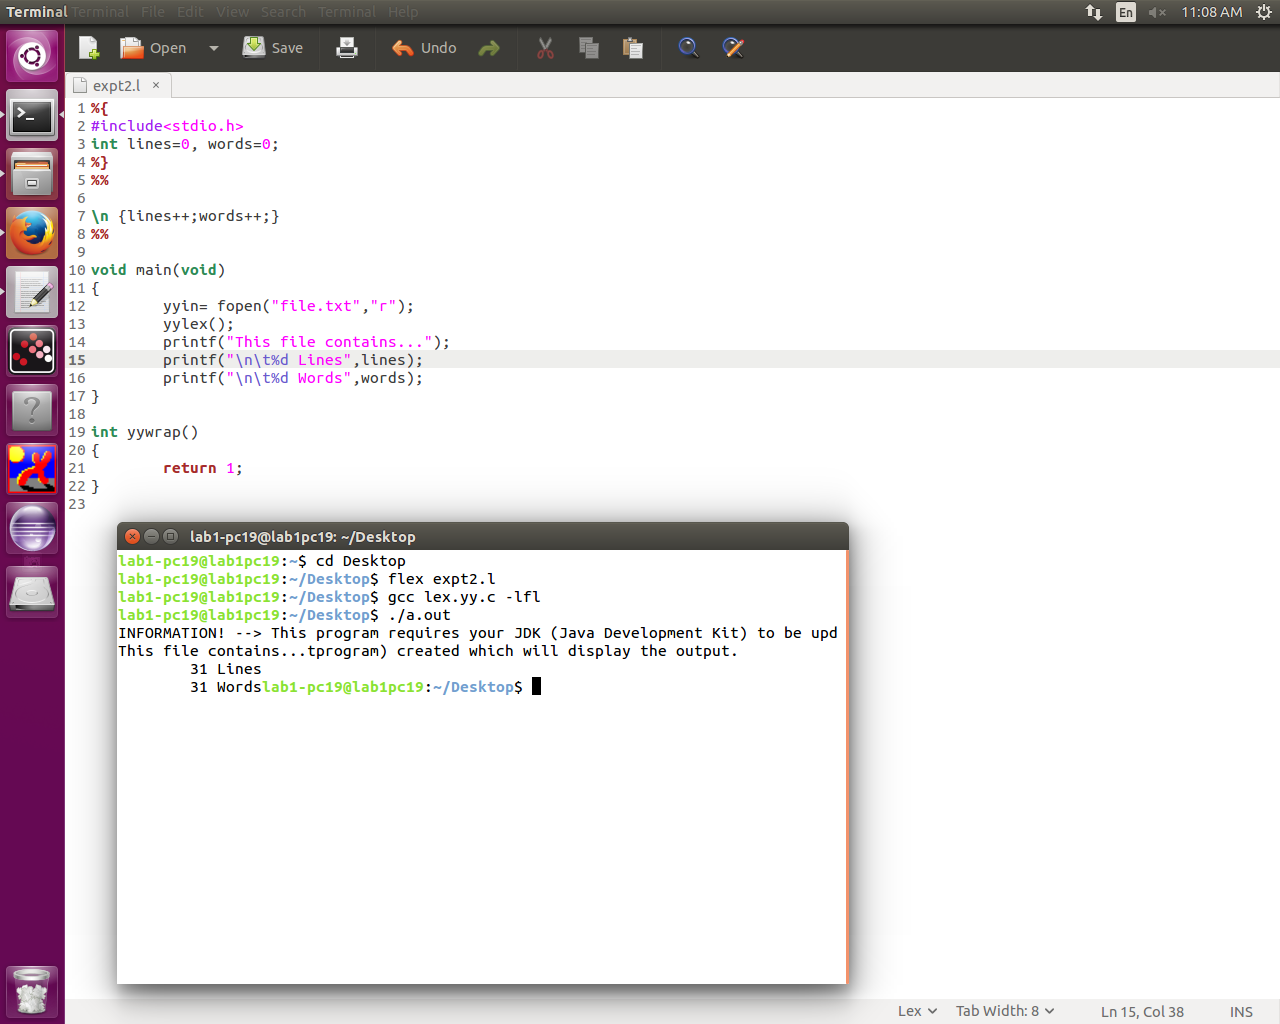 Terminal Terminal File Edit View Search Terminal Help En 11:08 AM
Open Save Undo
expt2.l ×
1 %{
2 #include<stdio.h>
3 int lines=0, words=0;
4 %}
5 %%
6
7 \n {lines++;words++;}
8 %%
9
10 void main(void)
11 {
12 yyin= fopen("file.txt","r");
13 yylex();
14 printf("This file contains...");
15 printf("\n\t%d Lines",lines);
16 printf("\n\t%d Words",words);
17 }
18
19 int yywrap()
20 {
21 return 1;
22 }
23
lab1-pc19@lab1pc19: ~/Desktop
lab1-pc19@lab1pc19:~$ cd Desktop
lab1-pc19@lab1pc19:~/Desktop$ flex expt2.l
lab1-pc19@lab1pc19:~/Desktop$ gcc lex.yy.c -lfl
lab1-pc19@lab1pc19:~/Desktop$ ./a.out
INFORMATION! --> This program requires your JDK (Java Development Kit) to be upd
This file contains...tprogram) created which will display the output.
31 Lines
31 Wordslab1-pc19@lab1pc19:~/Desktop$
Lex Tab Width: 8 Ln 15, Col 38 INS